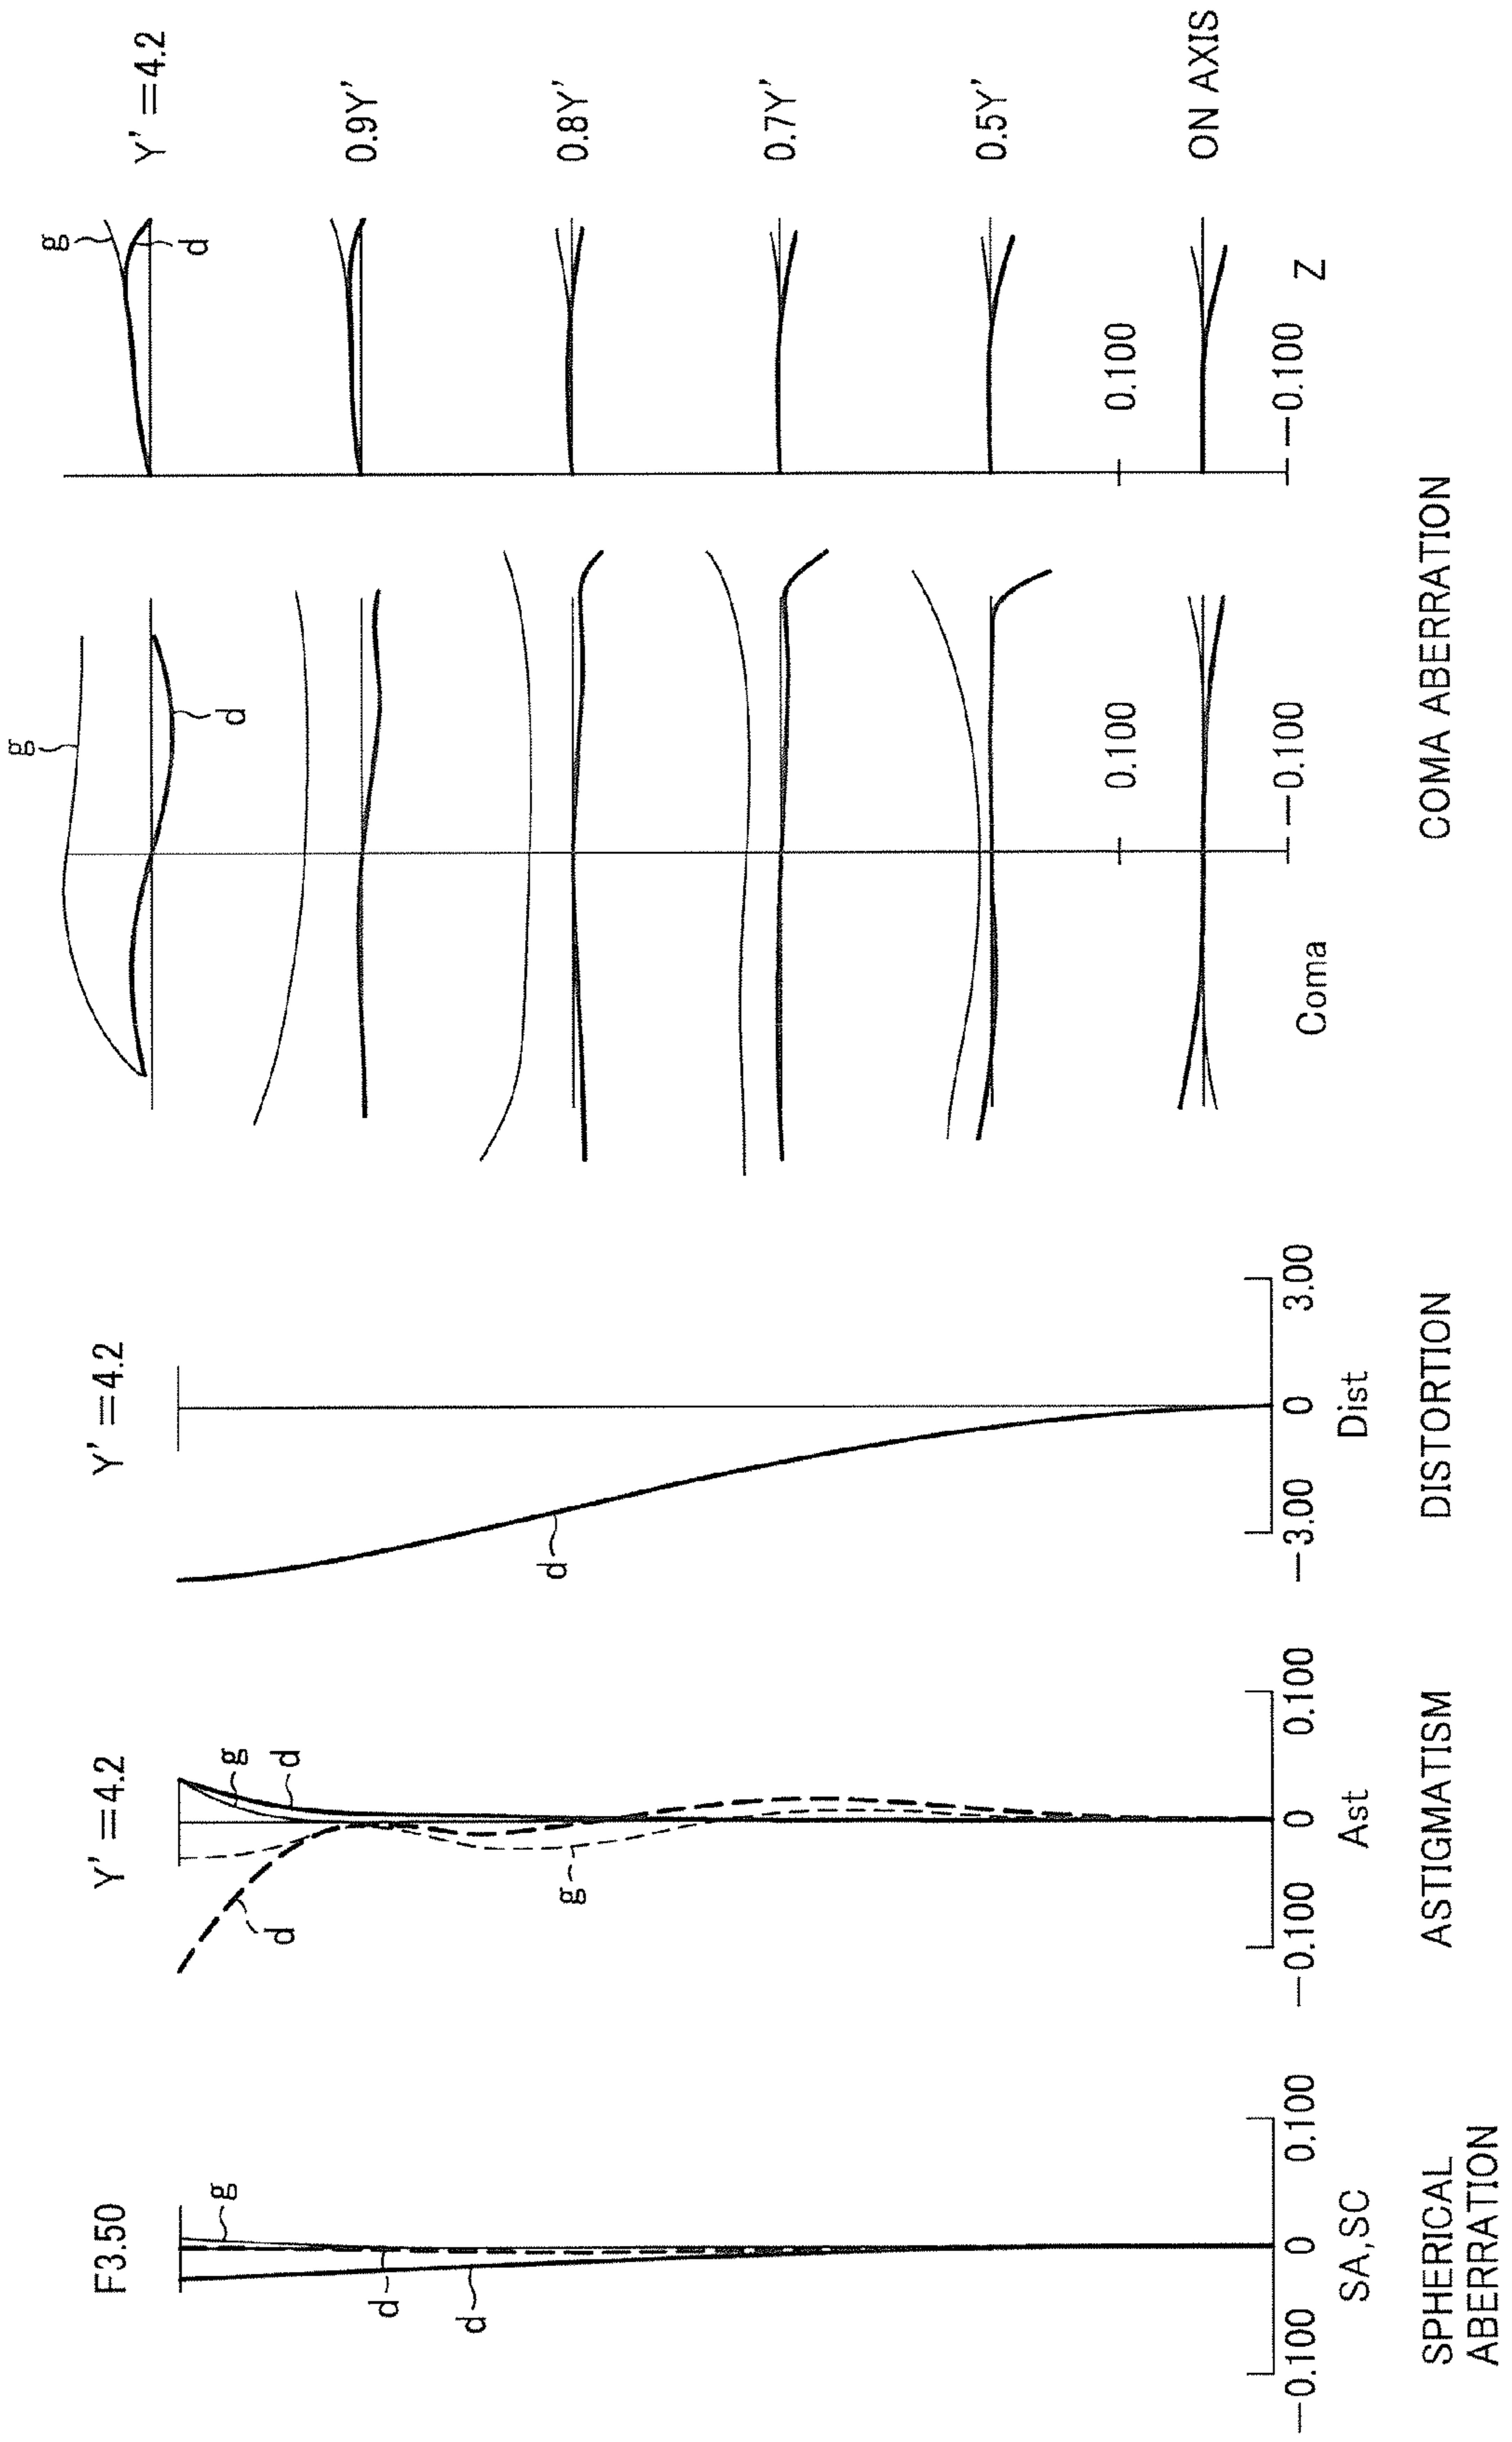 F3.50
g
d
d
—0.100
0
0.100
SA,SC
SPHERICAL
ABERRATION
Y' =4.2
g
d
d
g
—0.100
0
0.100
Ast
ASTIGMATISM
Y' =4.2
d
—3.00
0
3.00
Dist
DISTORTION
g
d
g
d
Y' =4.2
0.9Y'
0.8Y'
0.7Y'
0.5Y'
ON AXIS
0.100
—0.100
0.100
—0.100
Coma
Z
COMA ABERRATION